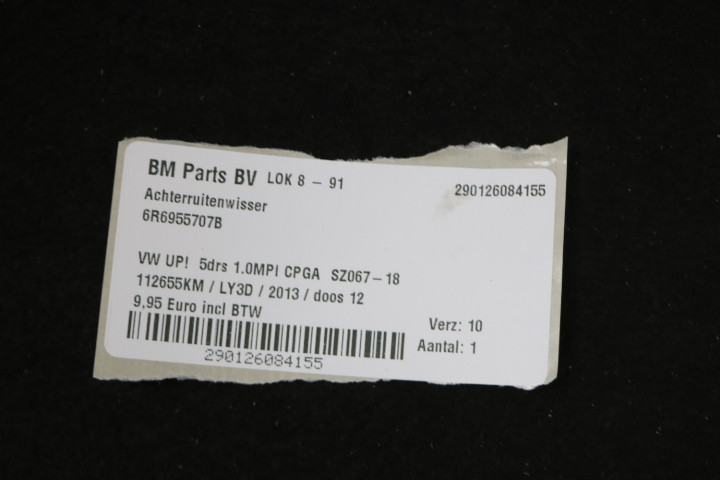 BM Parts BV LOK 8 - 91 290126084155
Achterruitenwisser
6R6955707B
VW UP! 5drs 1.0MPI CPGA SZ067-18
112655KM / LY3D / 2013 / doos 12
9,95 Euro incl BTW
Verz: 10
Aantal: 1
290126084155